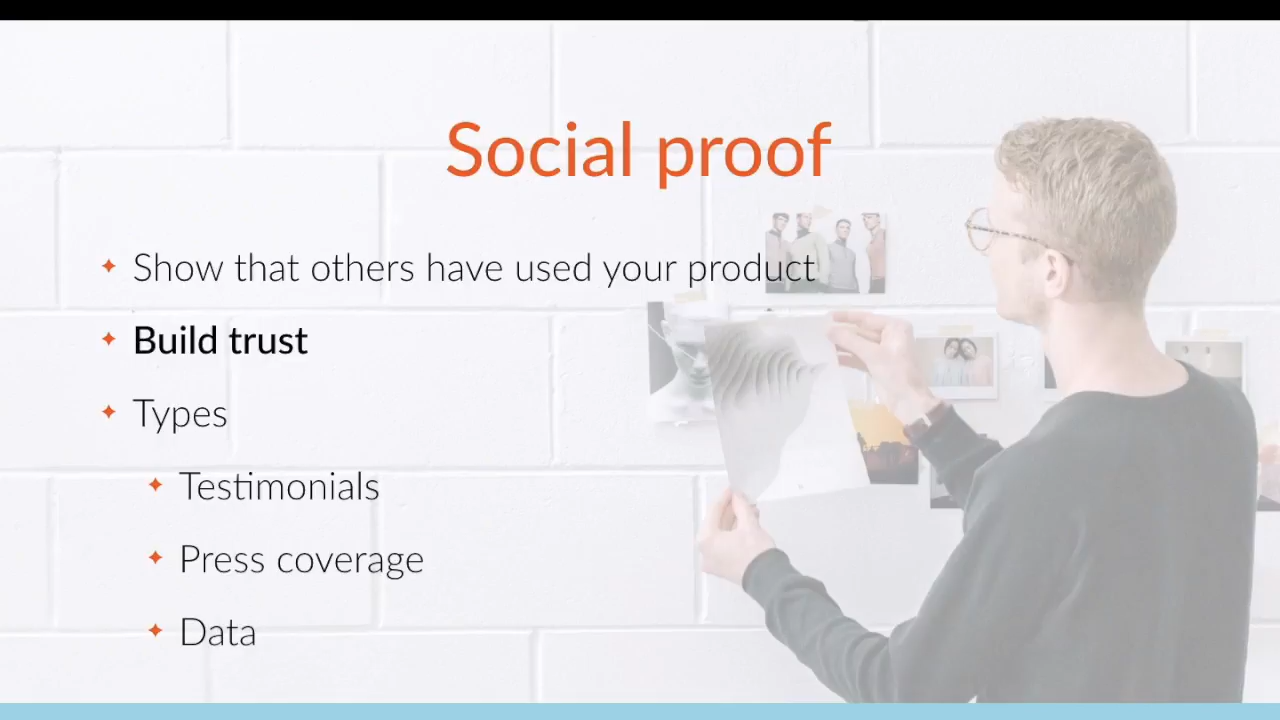 Social proof
Show that others have used your product
Build trust
Types
Testimonials
Press coverage
Data